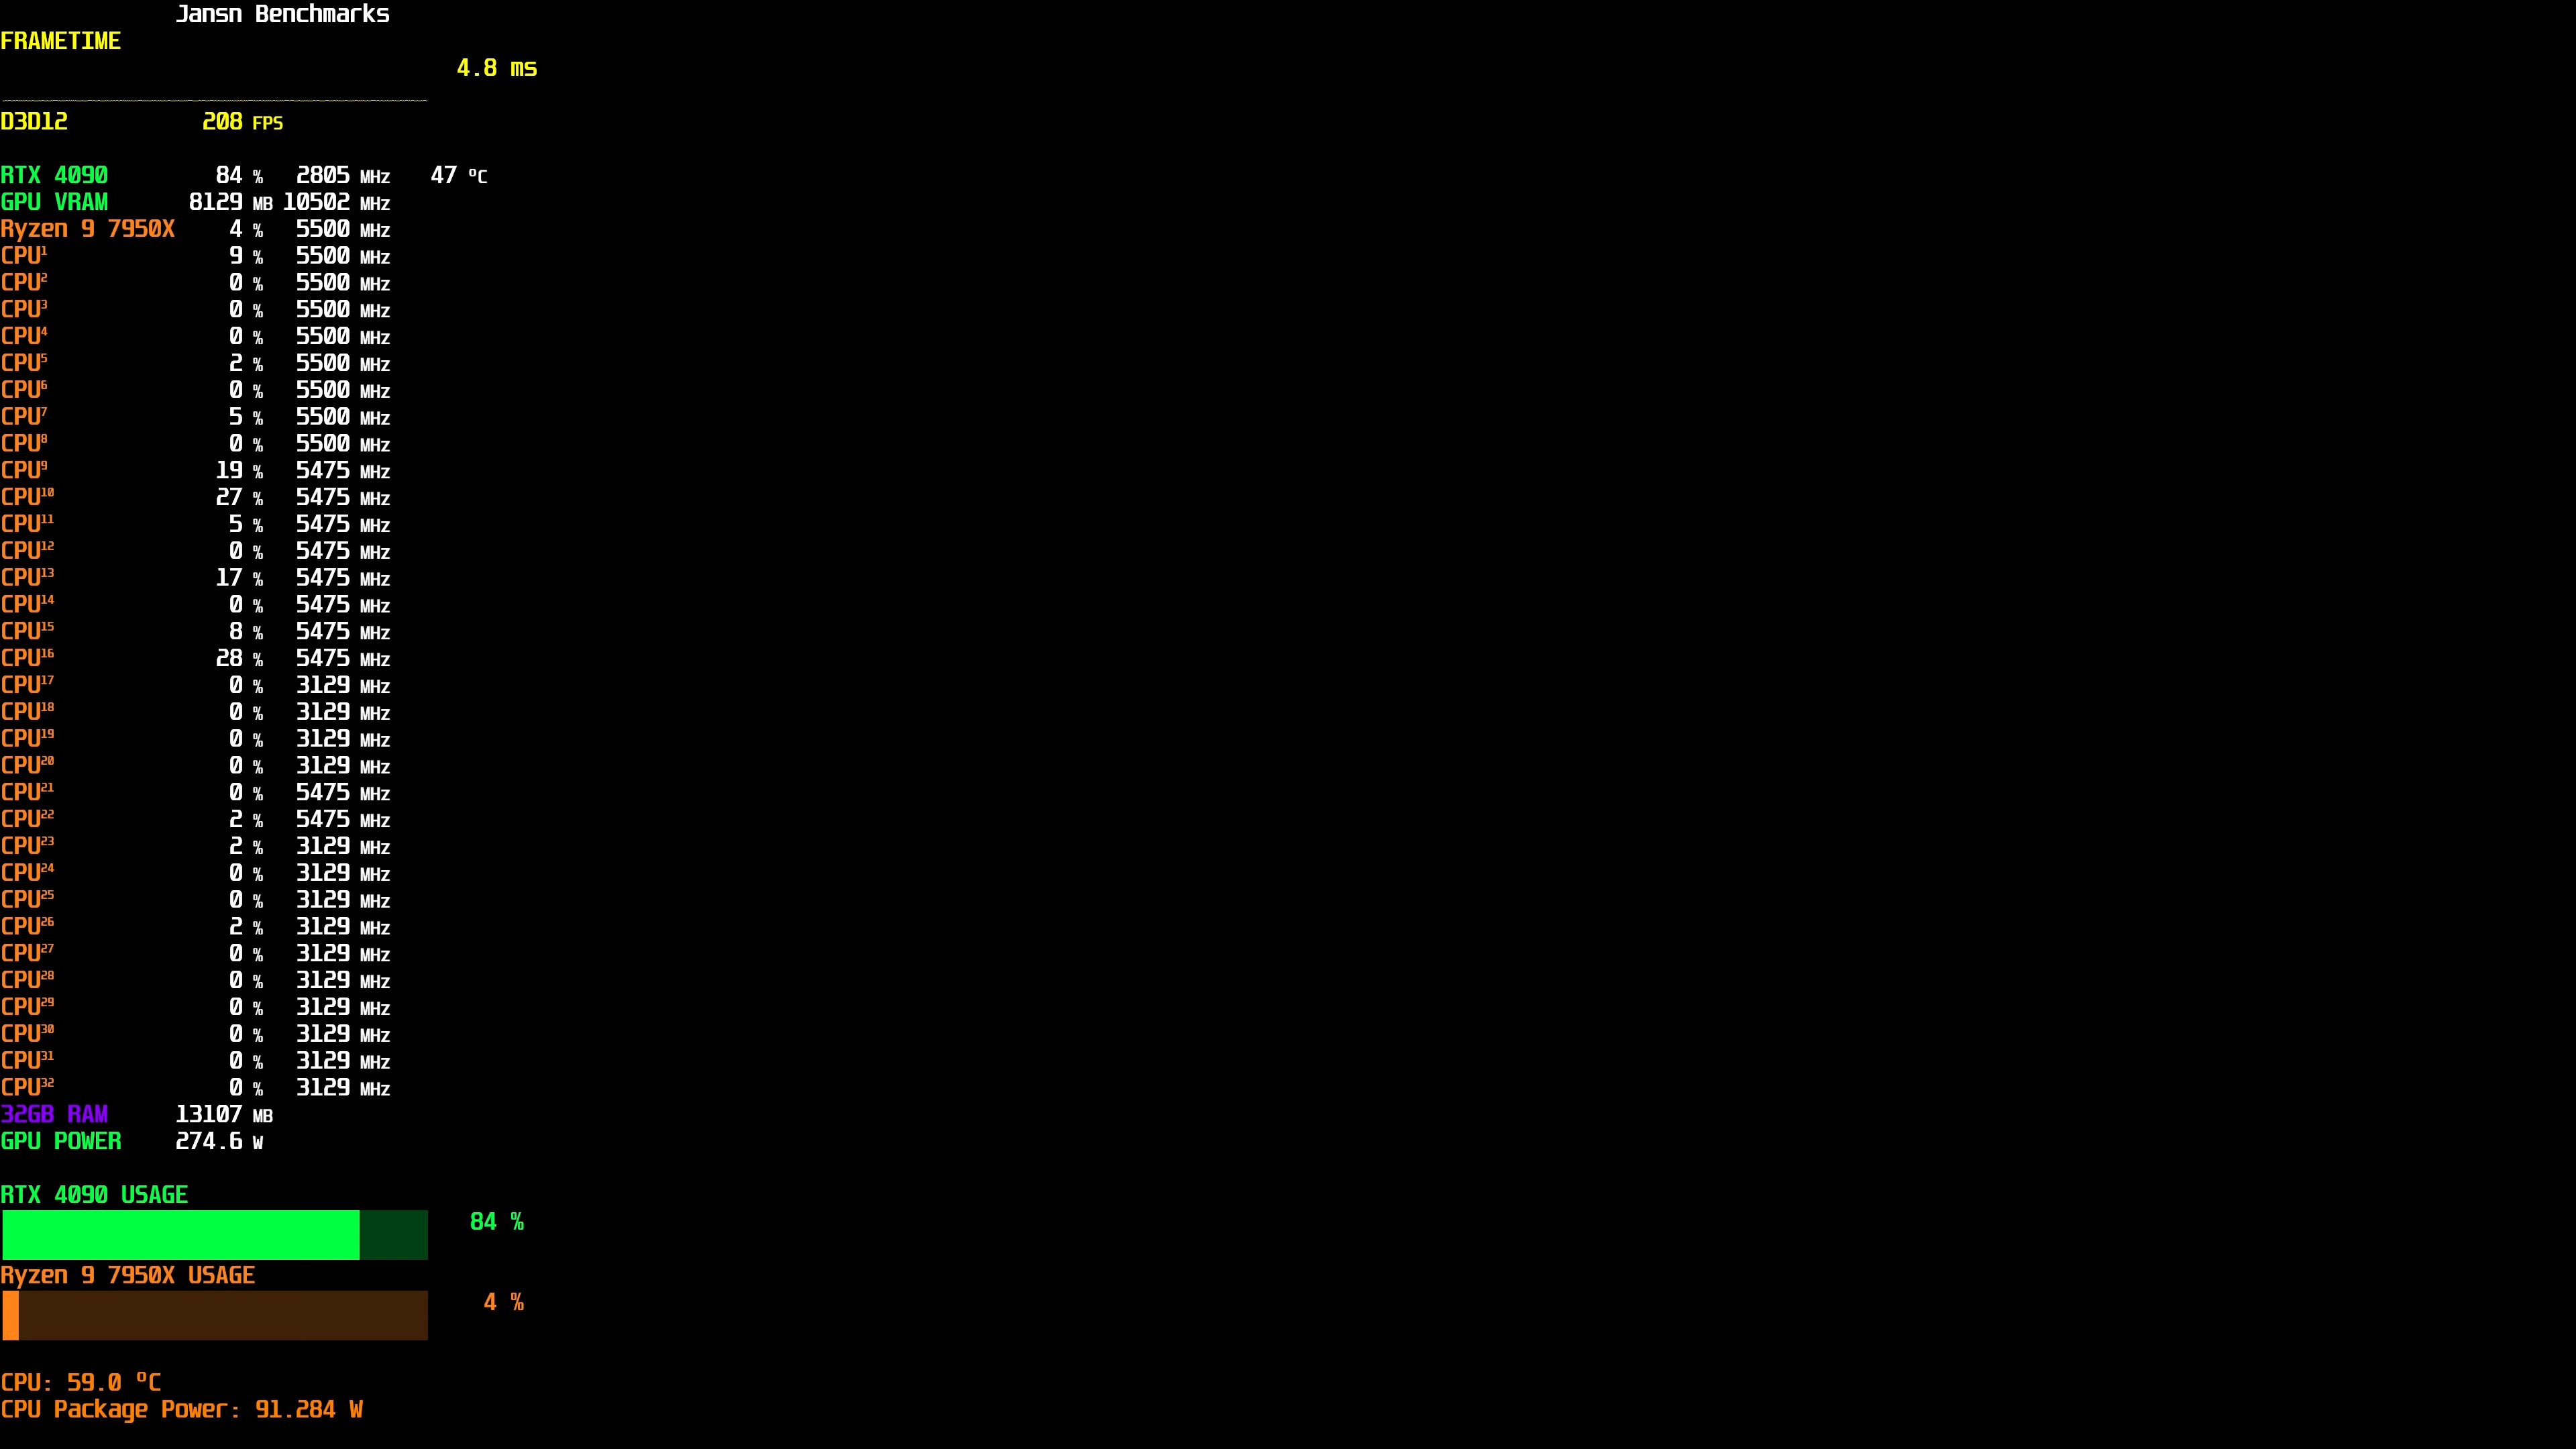 Jansn Benchmarks
FRAMETIME
4.8 ms
D3D12 208 FPS
RTX 4090 84 % 2805 MHz 47 °C
GPU VRAM 8129 MB 10502 MHz
Ryzen 9 7950X 4 % 5500 MHz
CPU¹ 9 % 5500 MHz
CPU² 0 % 5500 MHz
CPU³ 0 % 5500 MHz
CPU⁴ 0 % 5500 MHz
CPU⁵ 2 % 5500 MHz
CPU⁶ 0 % 5500 MHz
CPU⁷ 5 % 5500 MHz
CPU⁸ 0 % 5500 MHz
CPU⁹ 19 % 5475 MHz
CPU¹⁰ 27 % 5475 MHz
CPU¹¹ 5 % 5475 MHz
CPU¹² 0 % 5475 MHz
CPU¹³ 17 % 5475 MHz
CPU¹⁴ 0 % 5475 MHz
CPU¹⁵ 8 % 5475 MHz
CPU¹⁶ 28 % 5475 MHz
CPU¹⁷ 0 % 3129 MHz
CPU¹⁸ 0 % 3129 MHz
CPU¹⁹ 0 % 3129 MHz
CPU²⁰ 0 % 3129 MHz
CPU²¹ 0 % 5475 MHz
CPU²² 2 % 5475 MHz
CPU²³ 2 % 3129 MHz
CPU²⁴ 0 % 3129 MHz
CPU²⁵ 0 % 3129 MHz
CPU²⁶ 2 % 3129 MHz
CPU²⁷ 0 % 3129 MHz
CPU²⁸ 0 % 3129 MHz
CPU²⁹ 0 % 3129 MHz
CPU³⁰ 0 % 3129 MHz
CPU³¹ 0 % 3129 MHz
CPU³² 0 % 3129 MHz
32GB RAM 13107 MB
GPU POWER 274.6 W
RTX 4090 USAGE
84 %
Ryzen 9 7950X USAGE
4 %
CPU: 59.0 °C
CPU Package Power: 91.284 W